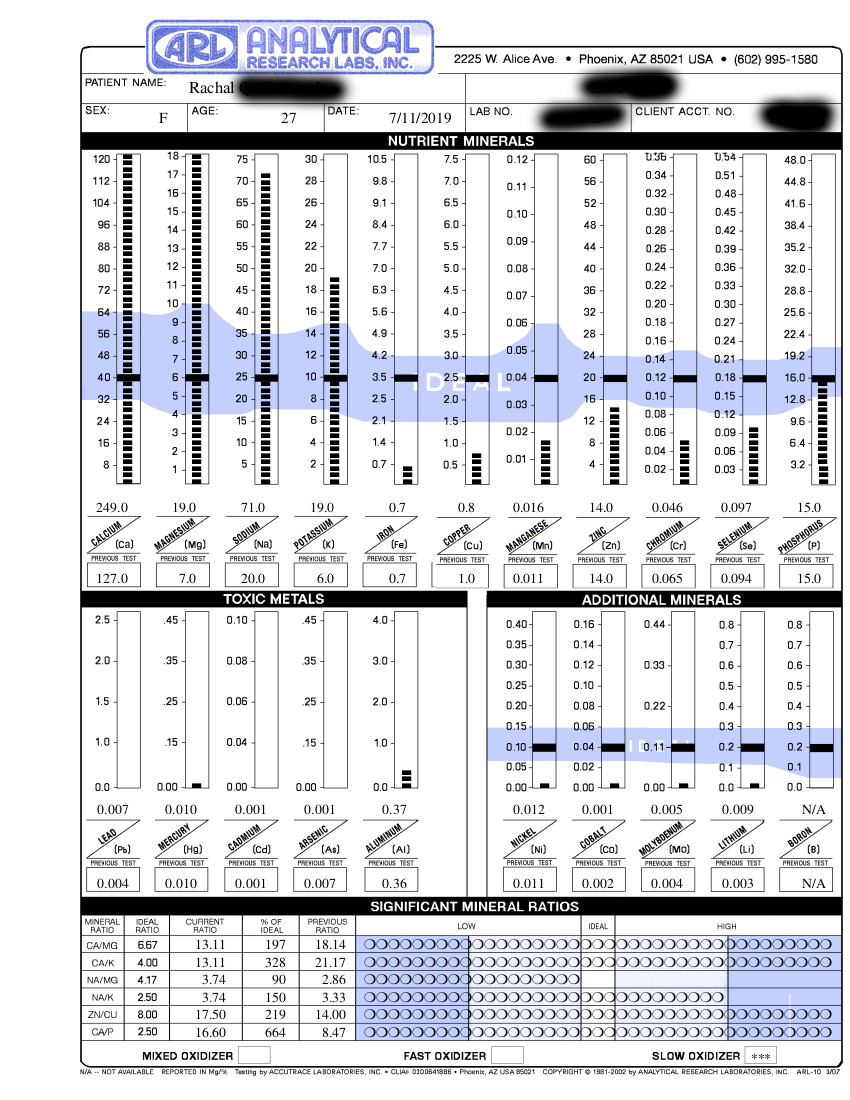 ARL ANALYTICAL
RESEARCH LABS, INC.
2225 W. Alice Ave. • Phoenix, AZ 85021 USA • (602) 995-1580
PATIENT NAME: Rachal
SEX: F AGE: 27 DATE: 7/11/2019 LAB NO. CLIENT ACCT. NO.
NUTRIENT MINERALS
120 18 75 30 10.5 7.5 0.12 60 0.36 0.54 48.0
112 17 70 28 9.8 7.0 0.11 56 0.34 0.51 44.8
104 16 65 26 9.1 6.5 0.10 52 0.32 0.48 41.6
96 15 60 24 8.4 6.0 0.09 48 0.30 0.45 38.4
88 14 55 22 7.7 5.5 0.08 44 0.28 0.42 35.2
80 13 50 20 7.0 5.0 0.07 40 0.26 0.39 32.0
72 12 45 18 6.3 4.5 0.06 36 0.24 0.36 28.8
64 11 40 16 5.6 4.0 0.05 32 0.22 0.33 25.6
56 10 35 14 4.9 3.5 0.04 28 0.20 0.30 22.4
48 9 30 12 4.2 3.0 0.03 24 0.18 0.27 19.2
40 8 25 10 3.5 2.5 0.02 20 0.16 0.24 16.0
32 7 20 8 2.8 2.0 0.01 16 0.14 0.21 12.8
24 6 15 6 2.1 1.5 12 0.12 0.18 9.6
16 5 10 4 1.4 1.0 8 0.10 0.15 6.4
8 4 5 2 0.7 0.5 4 0.08 0.12 3.2
3 0.06 0.09
2 0.04 0.06
1 0.02 0.03
IDEAL
249.0 19.0 71.0 19.0 0.7 0.8 0.016 14.0 0.046 0.097 15.0
CALCIUM MAGNESIUM SODIUM POTASSIUM IRON COPPER MANGANESE ZINC CHROMIUM SELENIUM PHOSPHORUS
(Ca) (Mg) (Na) (K) (Fe) (Cu) (Mn) (Zn) (Cr) (Se) (P)
PREVIOUS TEST PREVIOUS TEST PREVIOUS TEST PREVIOUS TEST PREVIOUS TEST PREVIOUS TEST PREVIOUS TEST PREVIOUS TEST PREVIOUS TEST PREVIOUS TEST PREVIOUS TEST
127.0 7.0 20.0 6.0 0.7 1.0 0.011 14.0 0.065 0.094 15.0
TOXIC METALS ADDITIONAL MINERALS
2.5 .45 0.10 .45 4.0 0.40 0.16 0.44 0.8 0.8
2.0 .35 0.08 .35 3.0 0.35 0.14 0.33 0.7 0.7
1.5 .25 0.06 .25 2.0 0.30 0.12 0.22 0.6 0.6
1.0 .15 0.04 .15 1.0 0.25 0.10 0.11 0.5 0.5
0.0 0.00 0.00 0.00 0.0 0.20 0.08 0.00 0.4 0.4
0.15 0.06 0.3 0.3
0.10 0.04 0.2 0.2
0.05 0.02 0.1 0.1
0.00 0.00 0.0 0.0
IDEAL
0.007 0.010 0.001 0.001 0.37 0.012 0.001 0.005 0.009 N/A
LEAD MERCURY CADMIUM ARSENIC ALUMINUM NICKEL COBALT MOLYBDENUM LITHIUM BORON
(Pb) (Hg) (Cd) (As) (Al) (Ni) (Co) (MO) (Li) (B)
PREVIOUS TEST PREVIOUS TEST PREVIOUS TEST PREVIOUS TEST PREVIOUS TEST PREVIOUS TEST PREVIOUS TEST PREVIOUS TEST PREVIOUS TEST PREVIOUS TEST
0.004 0.010 0.001 0.007 0.36 0.011 0.002 0.004 0.003 N/A
SIGNIFICANT MINERAL RATIOS
MINERAL RATIO IDEAL RATIO CURRENT RATIO % OF IDEAL PREVIOUS RATIO LOW IDEAL HIGH
CA/MG 6.67 13.11 197 18.14
CA/K 4.00 13.11 328 21.17
NA/MG 4.17 3.74 90 2.86
NA/K 2.50 3.74 150 3.33
ZN/CU 8.00 17.50 219 14.00
CA/P 2.50 16.60 664 8.47
MIXED OXIDIZER FAST OXIDIZER SLOW OXIDIZER ***
N/A -- NOT AVAILABLE REPORTED IN Mg/% Testing by ACCUTRACE LABORATORIES, INC. • CLIA# 0300641886 • Phoenix, AZ USA 85021 COPYRIGHT © 1981-2002 by ANALYTICAL RESEARCH LABORATORIES, INC. ARL-10 3/07